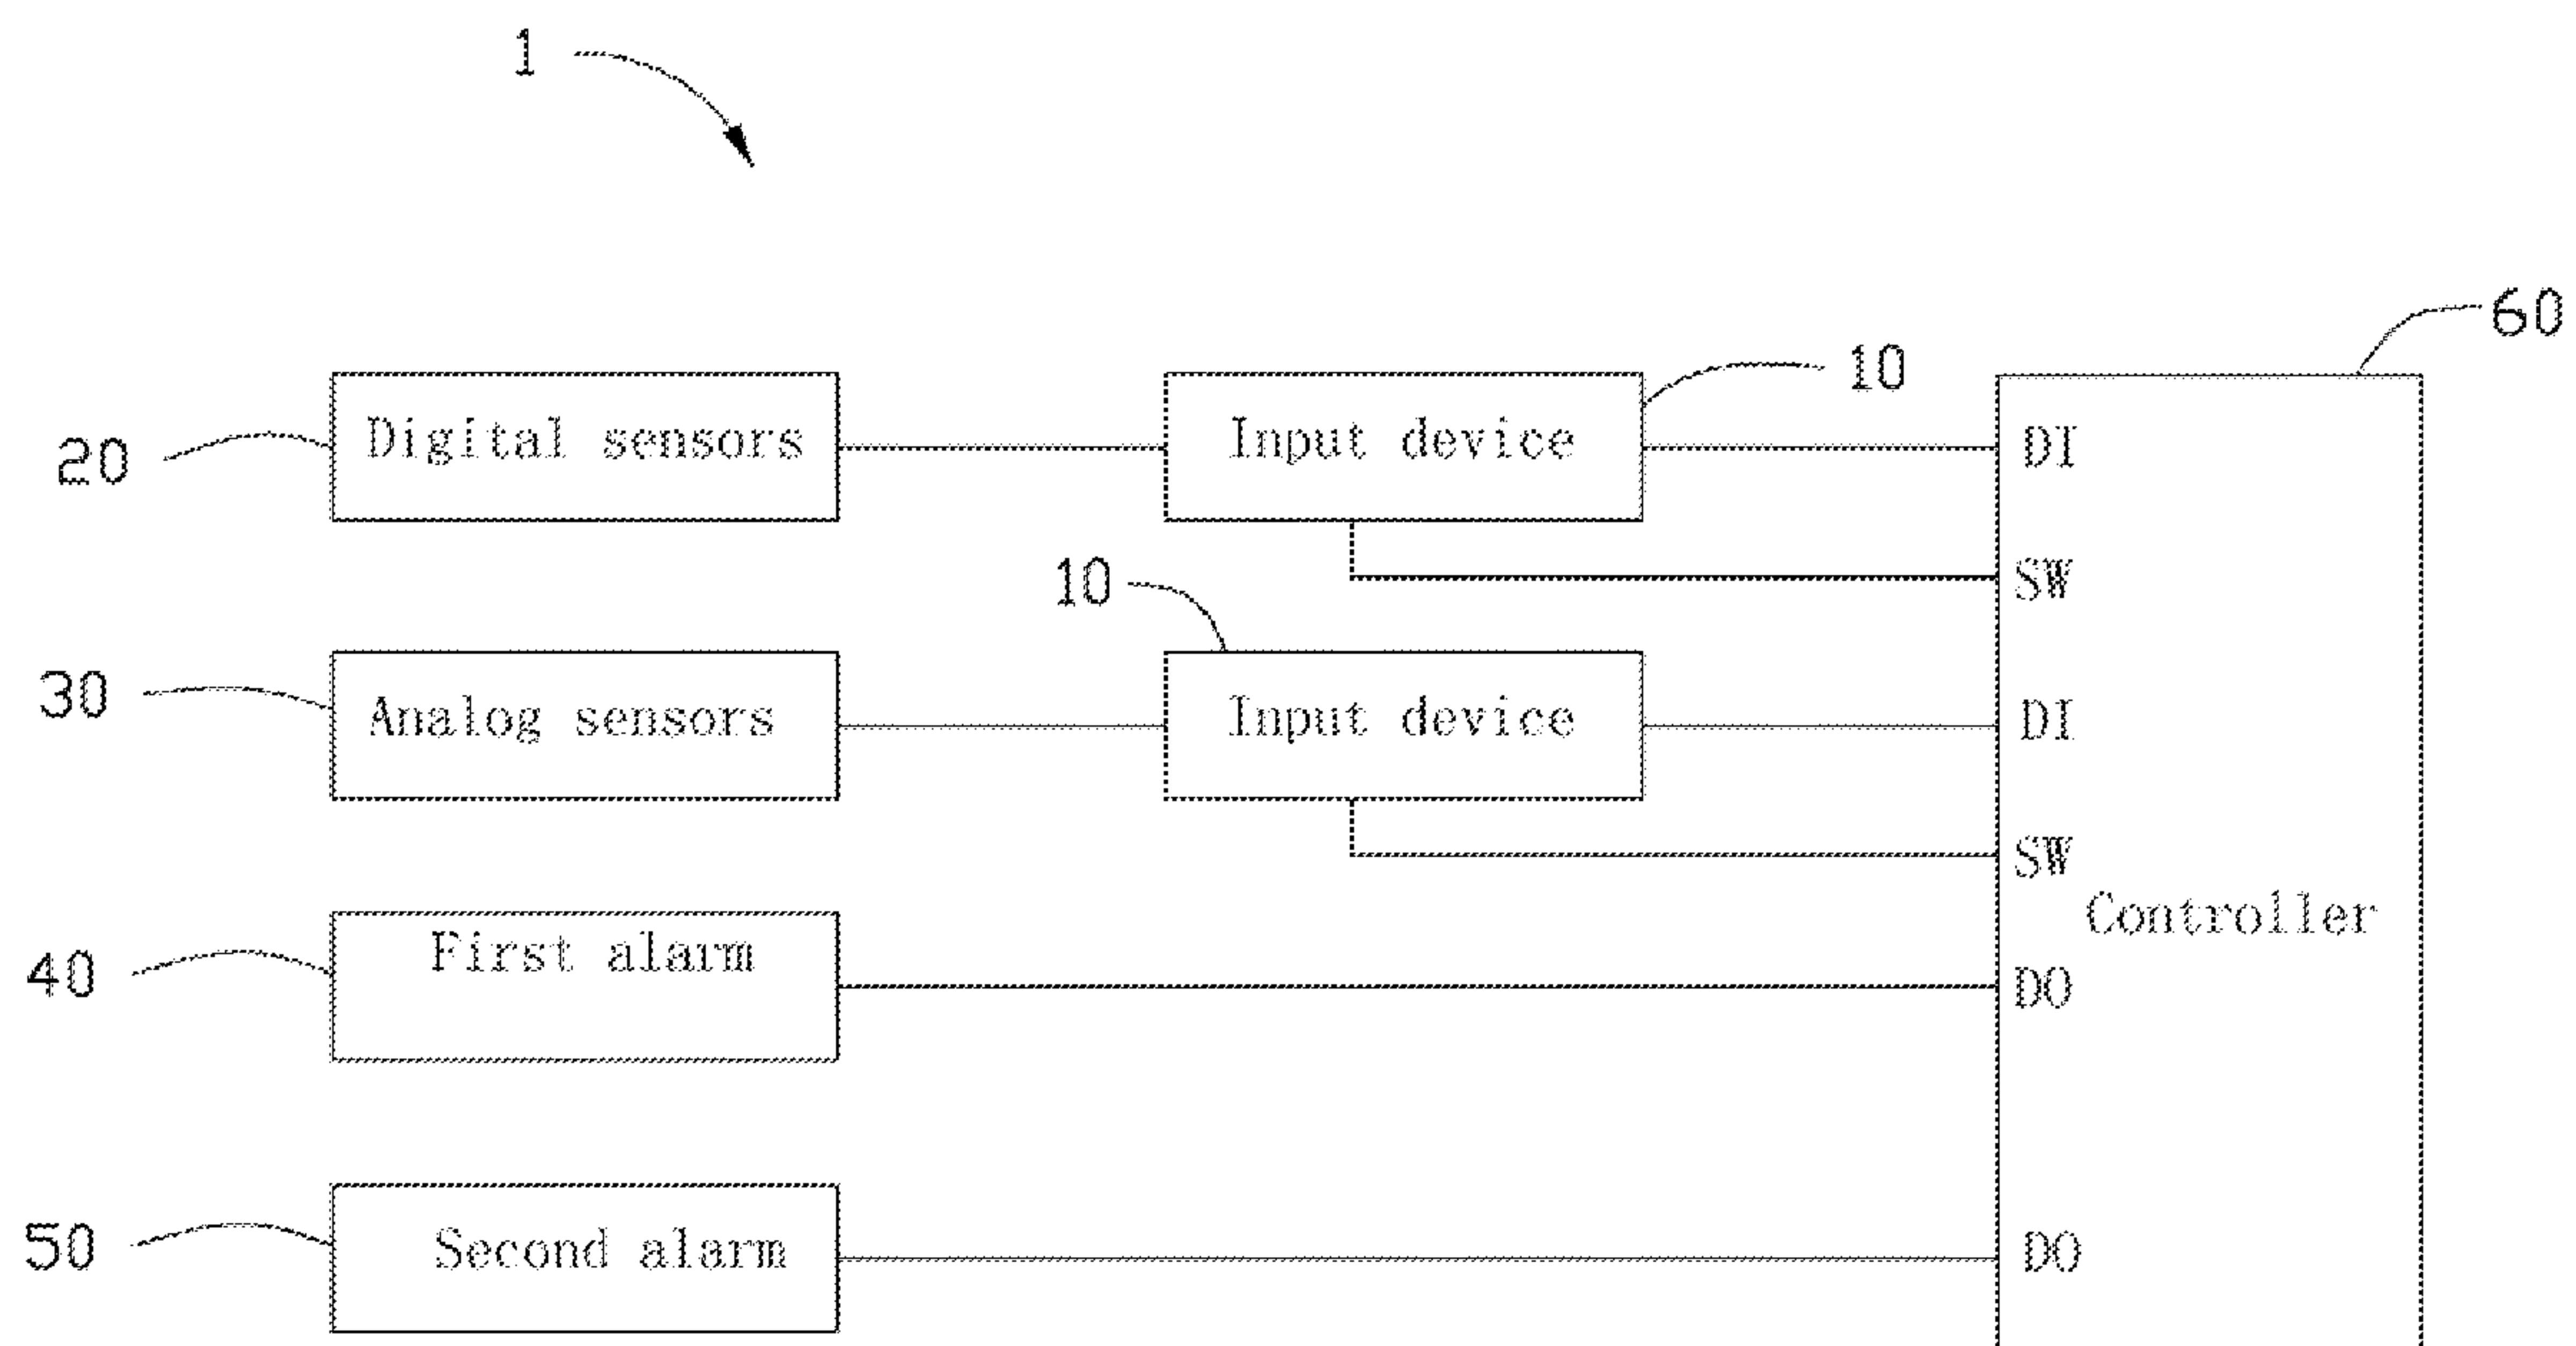 1
60
10
Digital sensors
Input device
DI
20
SW
10
30
Analog sensors
Input device
DI
SW
Controller
First alarm
40
DO
50
Second alarm
DO